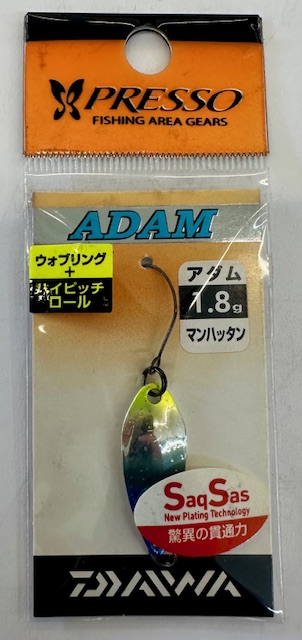 PRESSO
FISHING AREA GEARS
ADAM
ウォブリング
+
ハイピッチ
ロール
アダム
1.8g
マンハッタン
SaqSas
New Plating Technology
驚異の貫通力
DAIWA